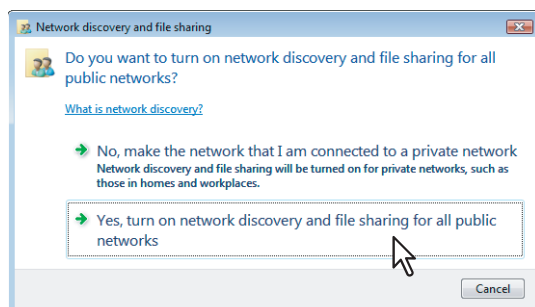 Network discovery and file sharing
Do you want to turn on network discovery and file sharing for all
public networks?
What is network discovery?
No, make the network that I am connected to a private network
Network discovery and file sharing will be turned on for private networks, such as
those in homes and workplaces.
Yes, turn on network discovery and file sharing for all public
networks
Cancel